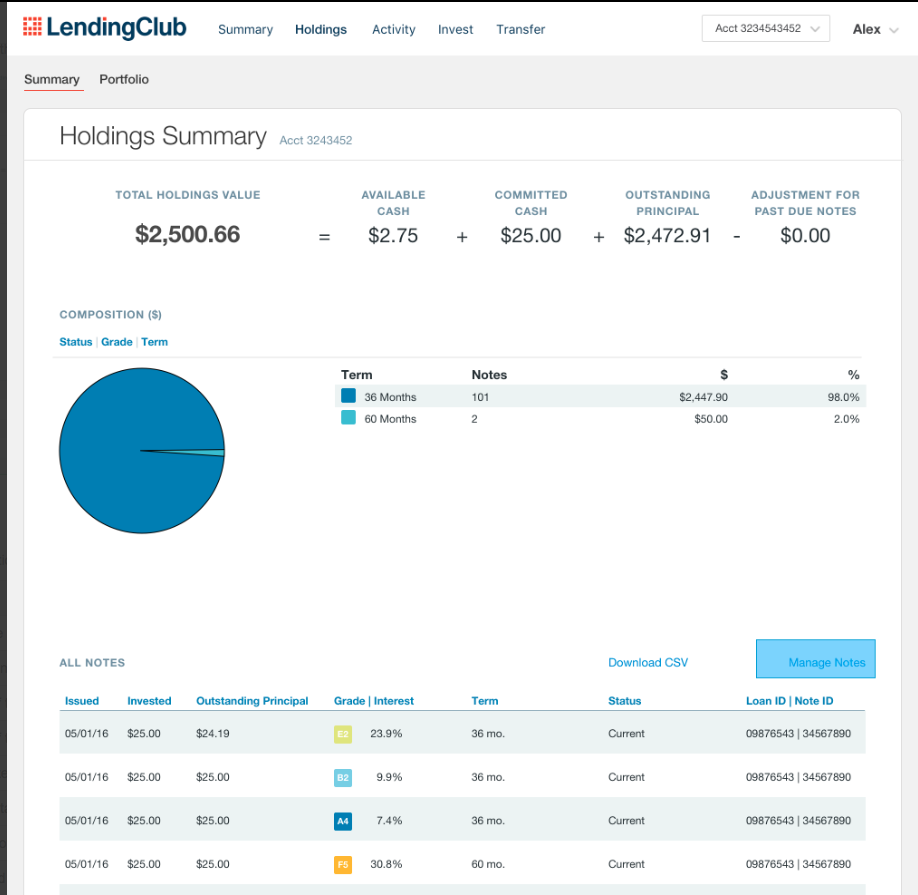 LendingClub Summary Holdings Activity Invest Transfer Acct 3234543452 Alex
Summary Portfolio
Holdings Summary Acct 3243452
TOTAL HOLDINGS VALUE AVAILABLE CASH COMMITTED CASH OUTSTANDING PRINCIPAL ADJUSTMENT FOR PAST DUE NOTES
$2,500.66 = $2.75 + $25.00 + $2,472.91 - $0.00
COMPOSITION ($)
Status | Grade | Term
Term Notes $ %
36 Months 101 $2,447.90 98.0%
60 Months 2 $50.00 2.0%
ALL NOTES Download CSV Manage Notes
Issued Invested Outstanding Principal Grade | Interest Term Status Loan ID | Note ID
05/01/16 $25.00 $24.19 E2 23.9% 36 mo. Current 09876543 | 34567890
05/01/16 $25.00 $25.00 B2 9.9% 36 mo. Current 09876543 | 34567890
05/01/16 $25.00 $25.00 A4 7.4% 36 mo. Current 09876543 | 34567890
05/01/16 $25.00 $25.00 F5 30.8% 60 mo. Current 09876543 | 34567890